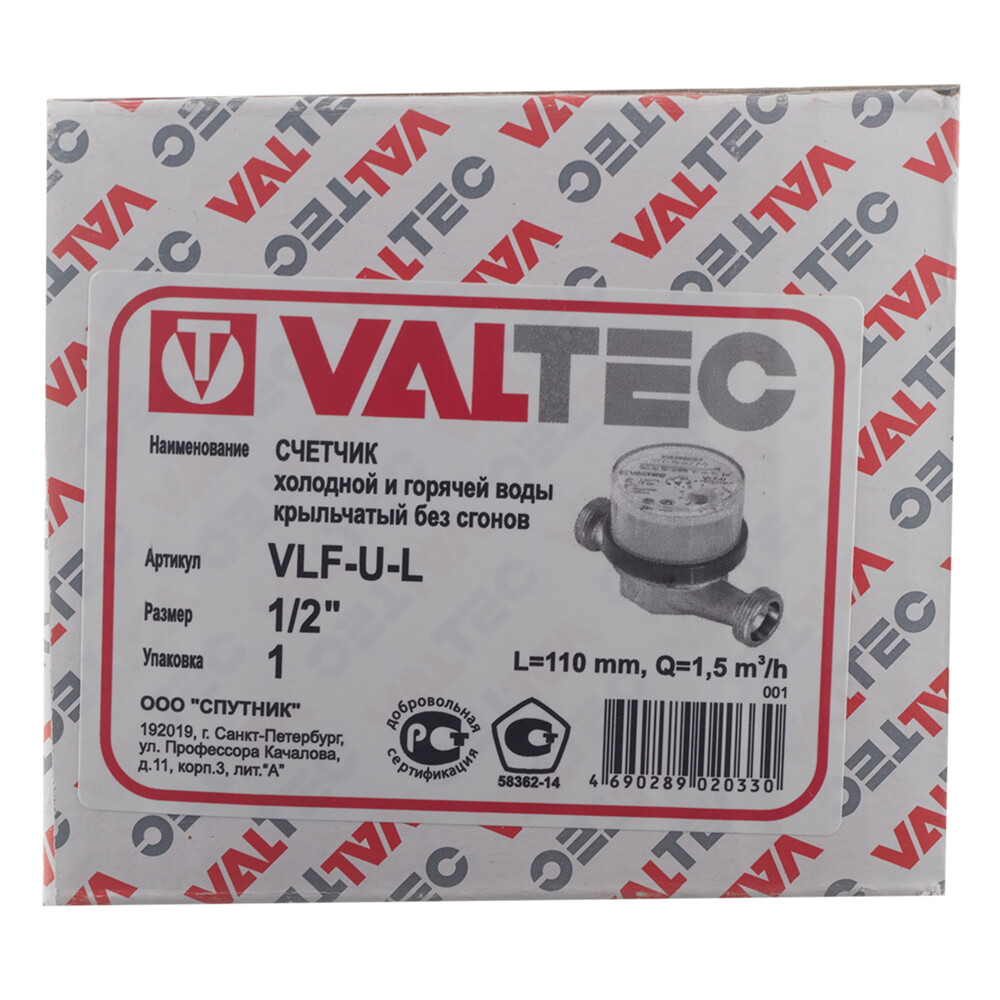 VALTEC
Наименование СЧЕТЧИК
холодной и горячей воды
крыльчатый без сгонов
Артикул VLF-U-L
Размер 1/2"
Упаковка 1
L=110 mm, Q=1,5 m³/h
001
ООО "СПУТНИК"
192019, г. Санкт-Петербург,
ул. Профессора Качалова,
д.11, корп.3, лит."А"
добровольная
РСТ
сертификация
58362-14
4 690289 020330